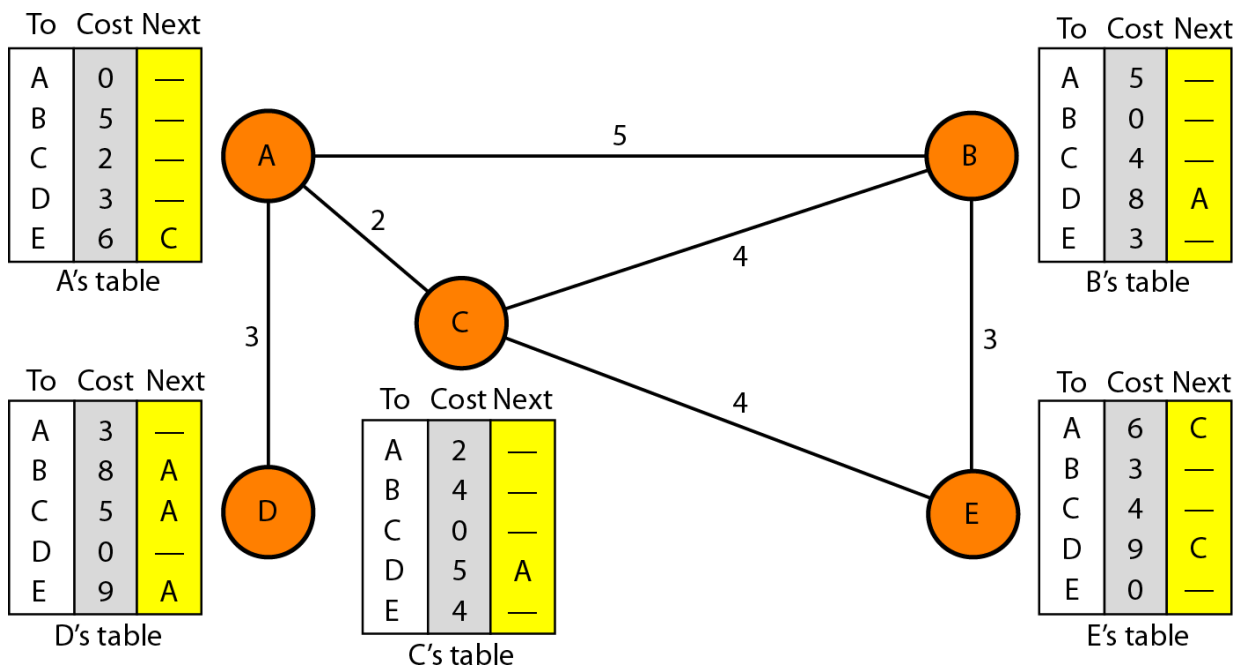 To Cost Next
A 0 —
B 5 —
C 2 —
D 3 —
E 6 C
A's table
To Cost Next
A 5 —
B 0 —
C 4 —
D 8 A
E 3 —
B's table
A
5
B
2
4
C
3
3
4
D
E
To Cost Next
A 3 —
B 8 A
C 5 A
D 0 —
E 9 A
D's table
To Cost Next
A 2 —
B 4 —
C 0 —
D 5 A
E 4 —
C's table
To Cost Next
A 6 C
B 3 —
C 4 —
D 9 C
E 0 —
E's table